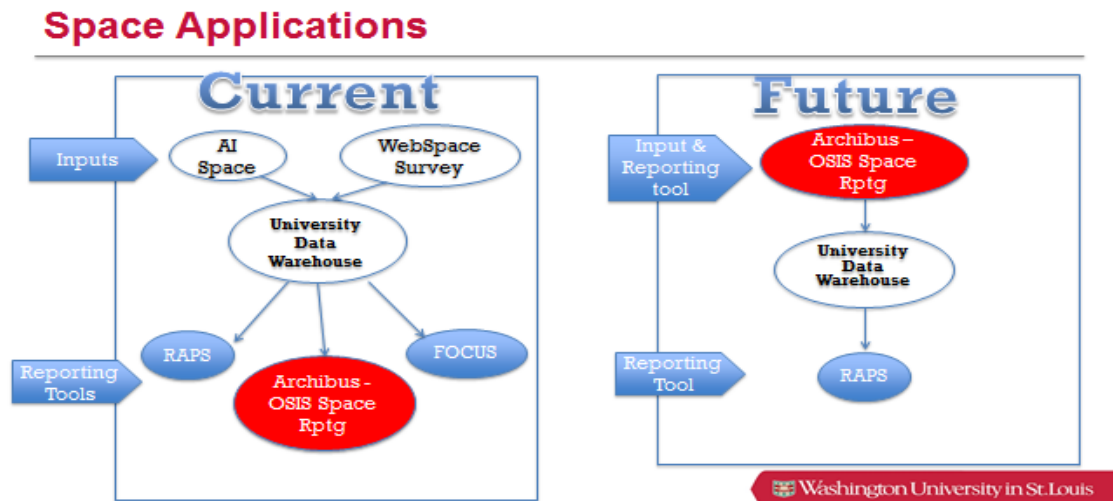 Space Applications
Current
Inputs
AI
Space
WebSpace
Survey
University
Data
Warehouse
RAPS
FOCUS
Reporting
Tools
Archibus -
OSIS Space
Rptg
Future
Input &
Reporting
tool
Archibus –
OSIS Space
Rptg
University
Data
Warehouse
Reporting
Tool
RAPS
Washington University in St. Louis